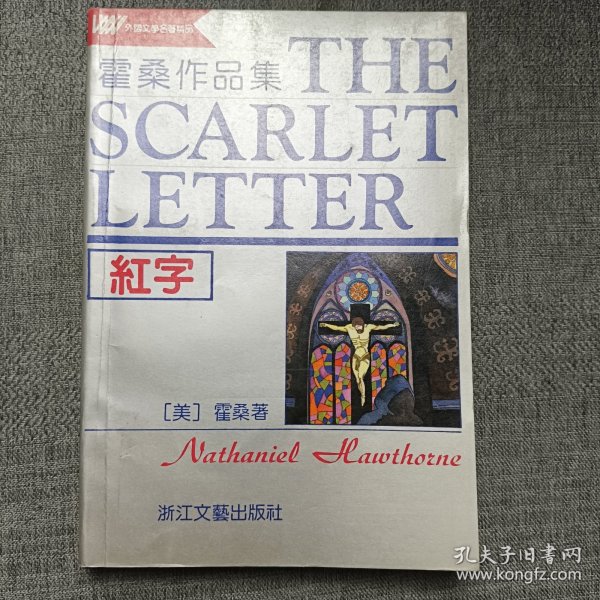 外國文學名著精品
霍桑作品集 THE
SCARLET
LETTER
紅字
［美］ 霍桑著
Nathaniel Hawthorne
浙江文藝出版社
孔夫子旧书网
www.kongfz.com